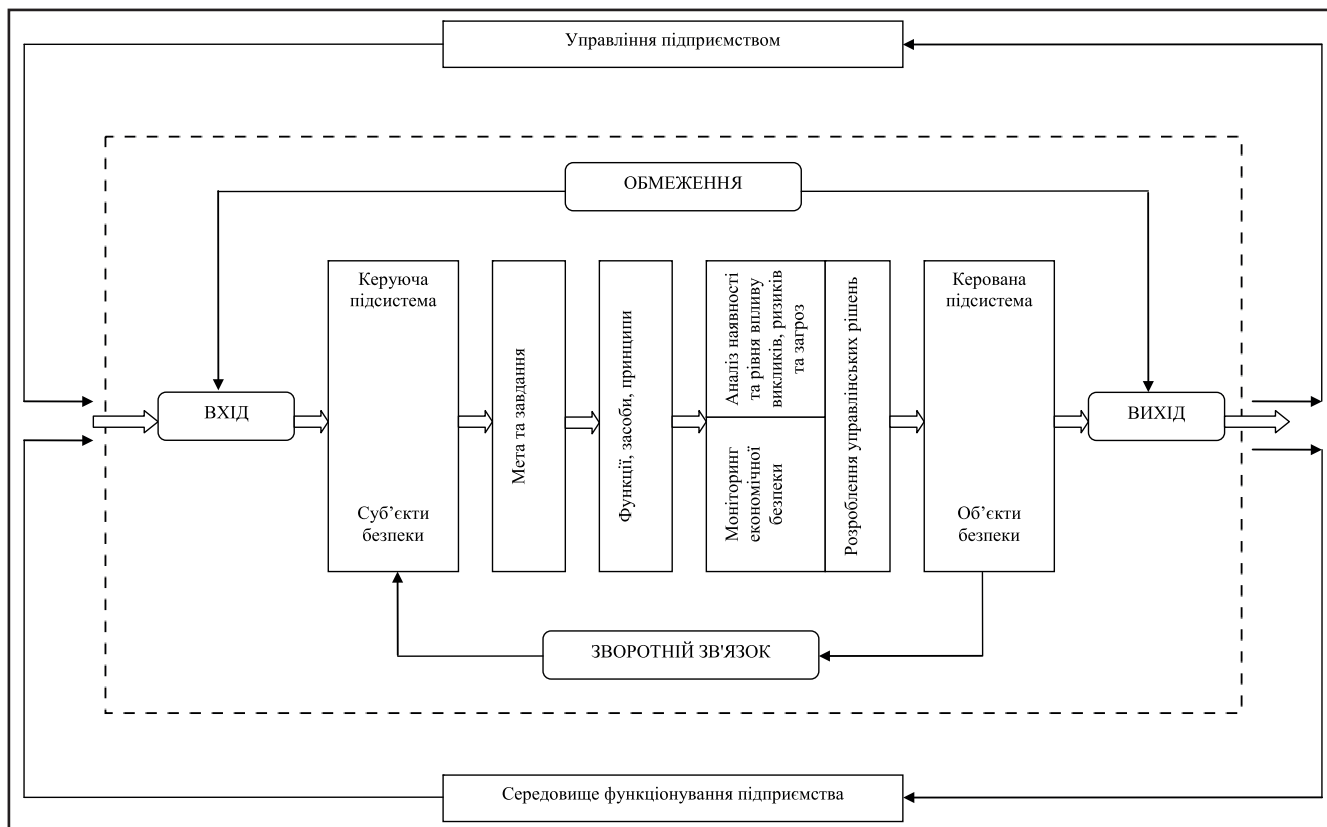 Управління підприємством
ОБМЕЖЕННЯ
ВХІД
Керуюча
підсистема
Суб’єкти
безпеки
Мета та завдання
Функції, засоби, принципи
Аналіз наявності
та рівня впливу
викликів, ризиків
та загроз
Моніторинг
економічної
безпеки
Розроблення управлінських рішень
Керована
підсистема
Об’єкти
безпеки
ВИХІД
ЗВОРОТНІЙ ЗВ'ЯЗОК
Середовище функціонування підприємства